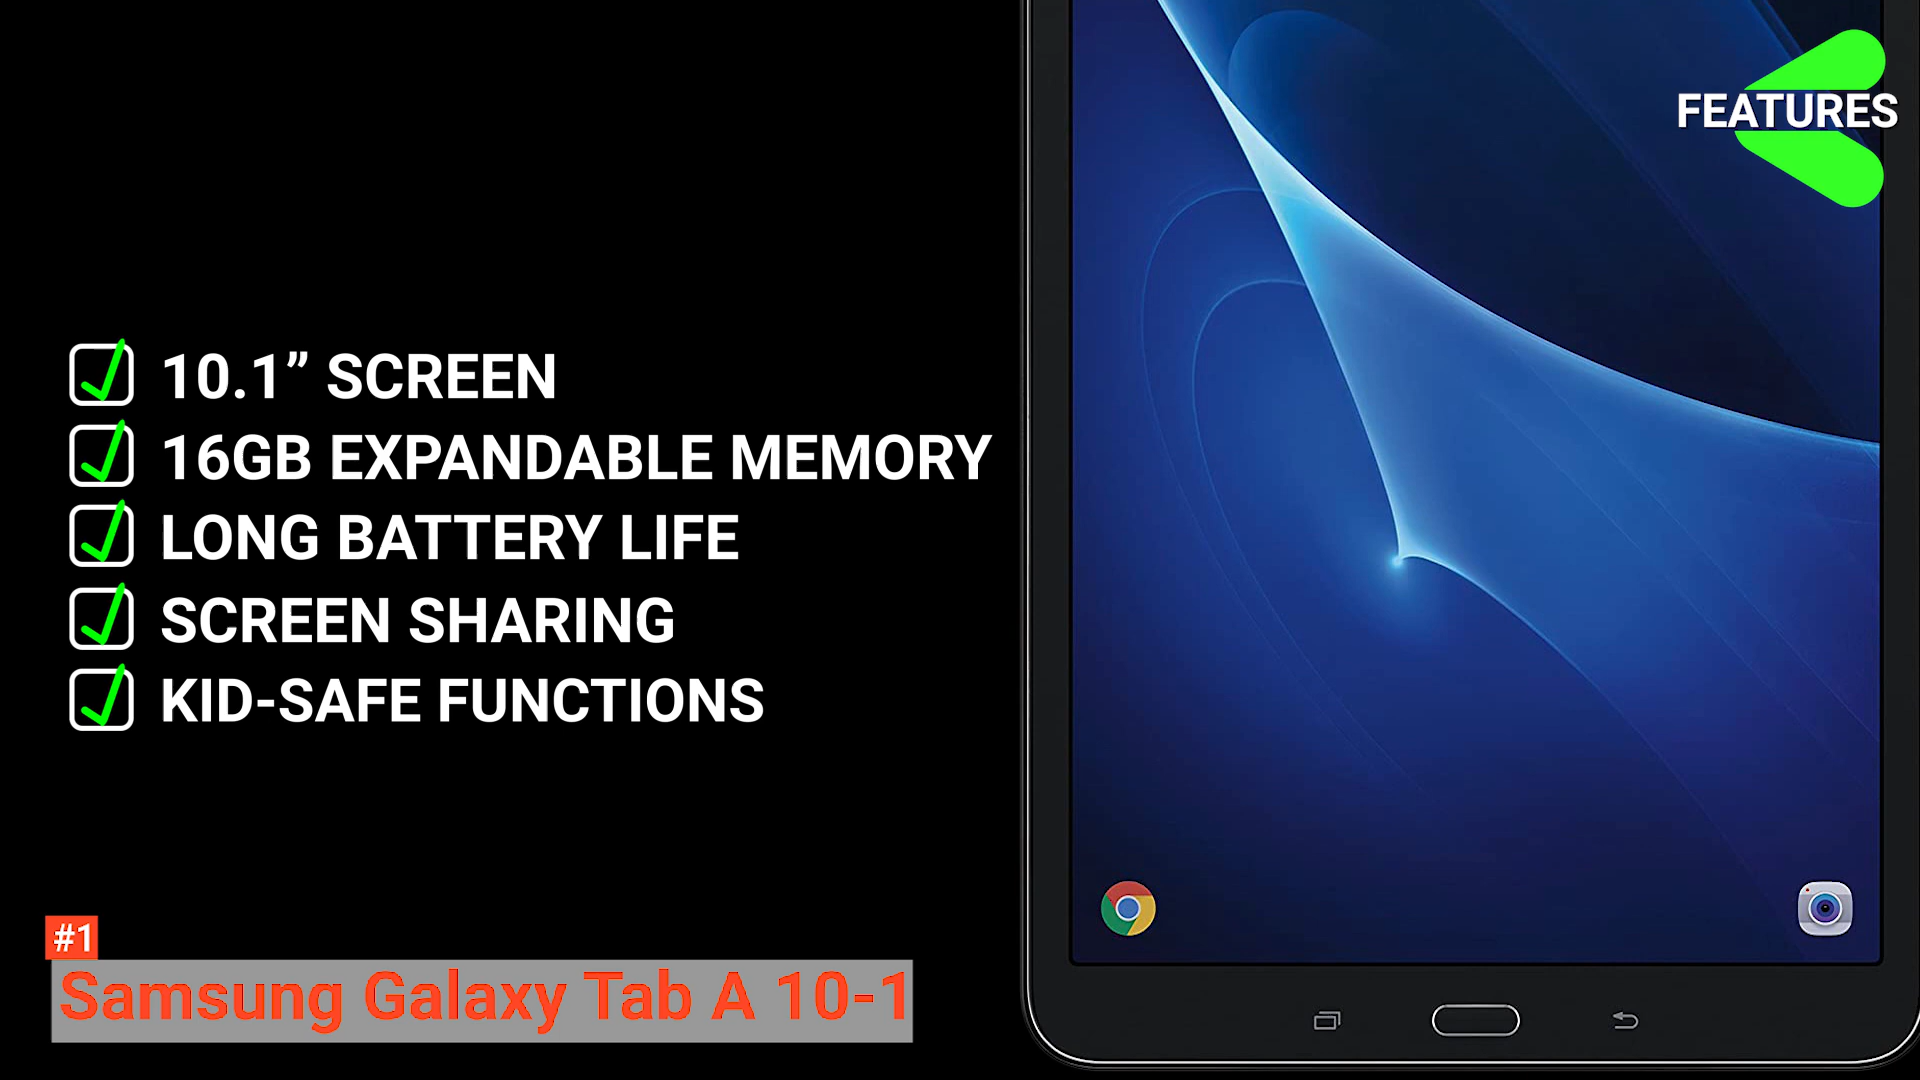 FEATURES
10.1” SCREEN
16GB EXPANDABLE MEMORY
LONG BATTERY LIFE
SCREEN SHARING
KID-SAFE FUNCTIONS
#1
Samsung Galaxy Tab A 10-1